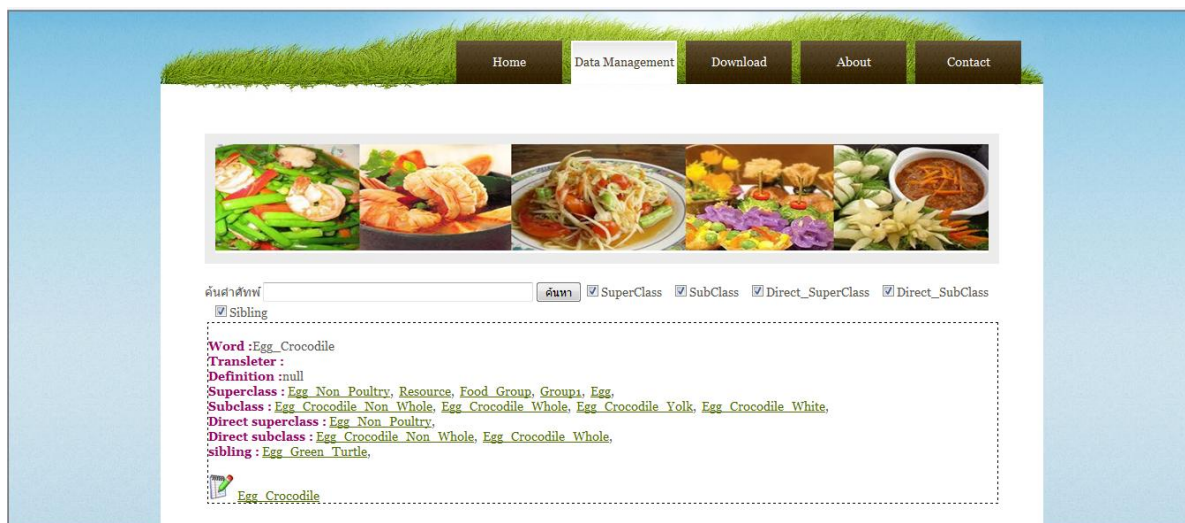 Home Data Management Download About Contact
ค้นคำศัพท์ ค้นหา SuperClass SubClass Direct_SuperClass Direct_SubClass
Sibling
Word :Egg_Crocodile
Transleter :
Definition :null
Superclass : Egg_Non_Poultry, Resource, Food_Group, Group1, Egg,
Subclass : Egg_Crocodile_Non_Whole, Egg_Crocodile_Whole, Egg_Crocodile_Yolk, Egg_Crocodile_White,
Direct superclass : Egg_Non_Poultry,
Direct subclass : Egg_Crocodile_Non_Whole, Egg_Crocodile_Whole,
sibling : Egg_Green_Turtle,
Egg_Crocodile